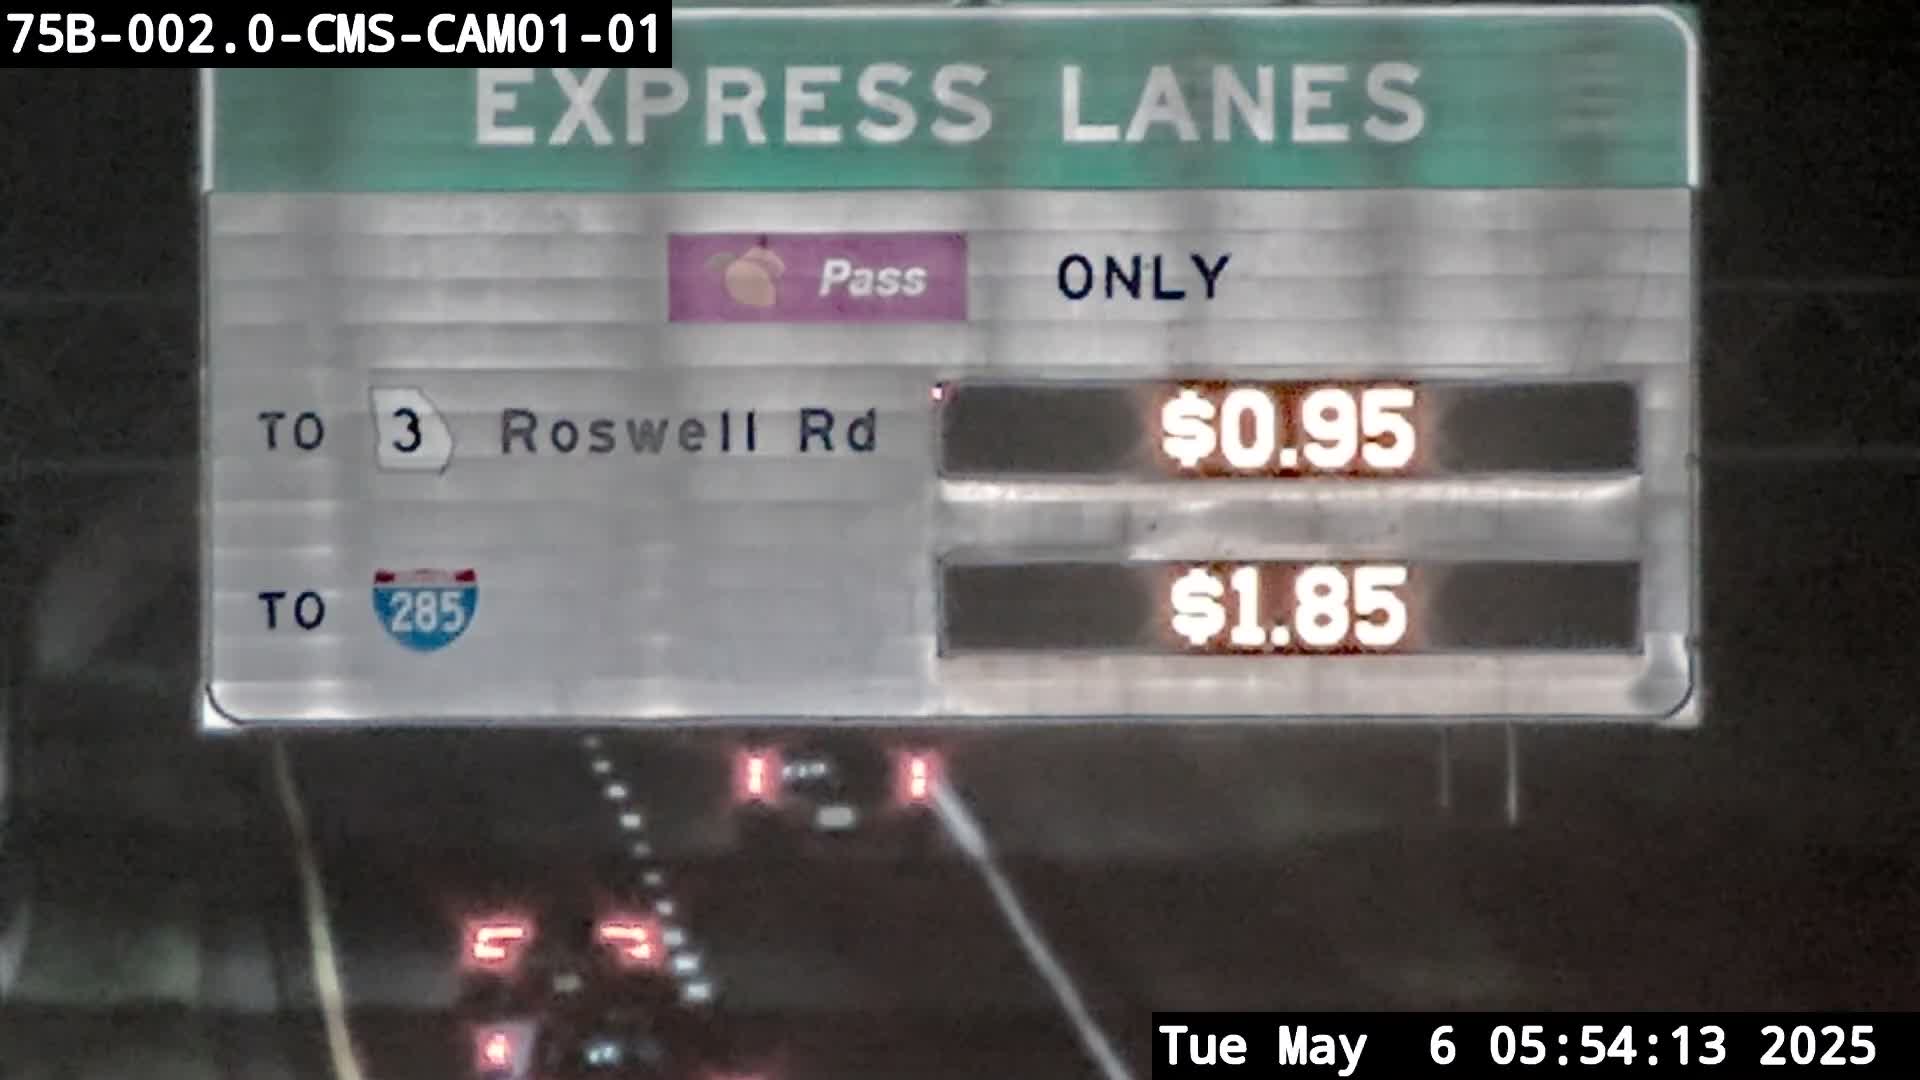 75B-002.0-CMS-CAM01-01
EXPRESS LANES
Pass ONLY
TO 3 Roswell Rd $0.95
TO 285 $1.85
Tue May 6 05:54:13 2025